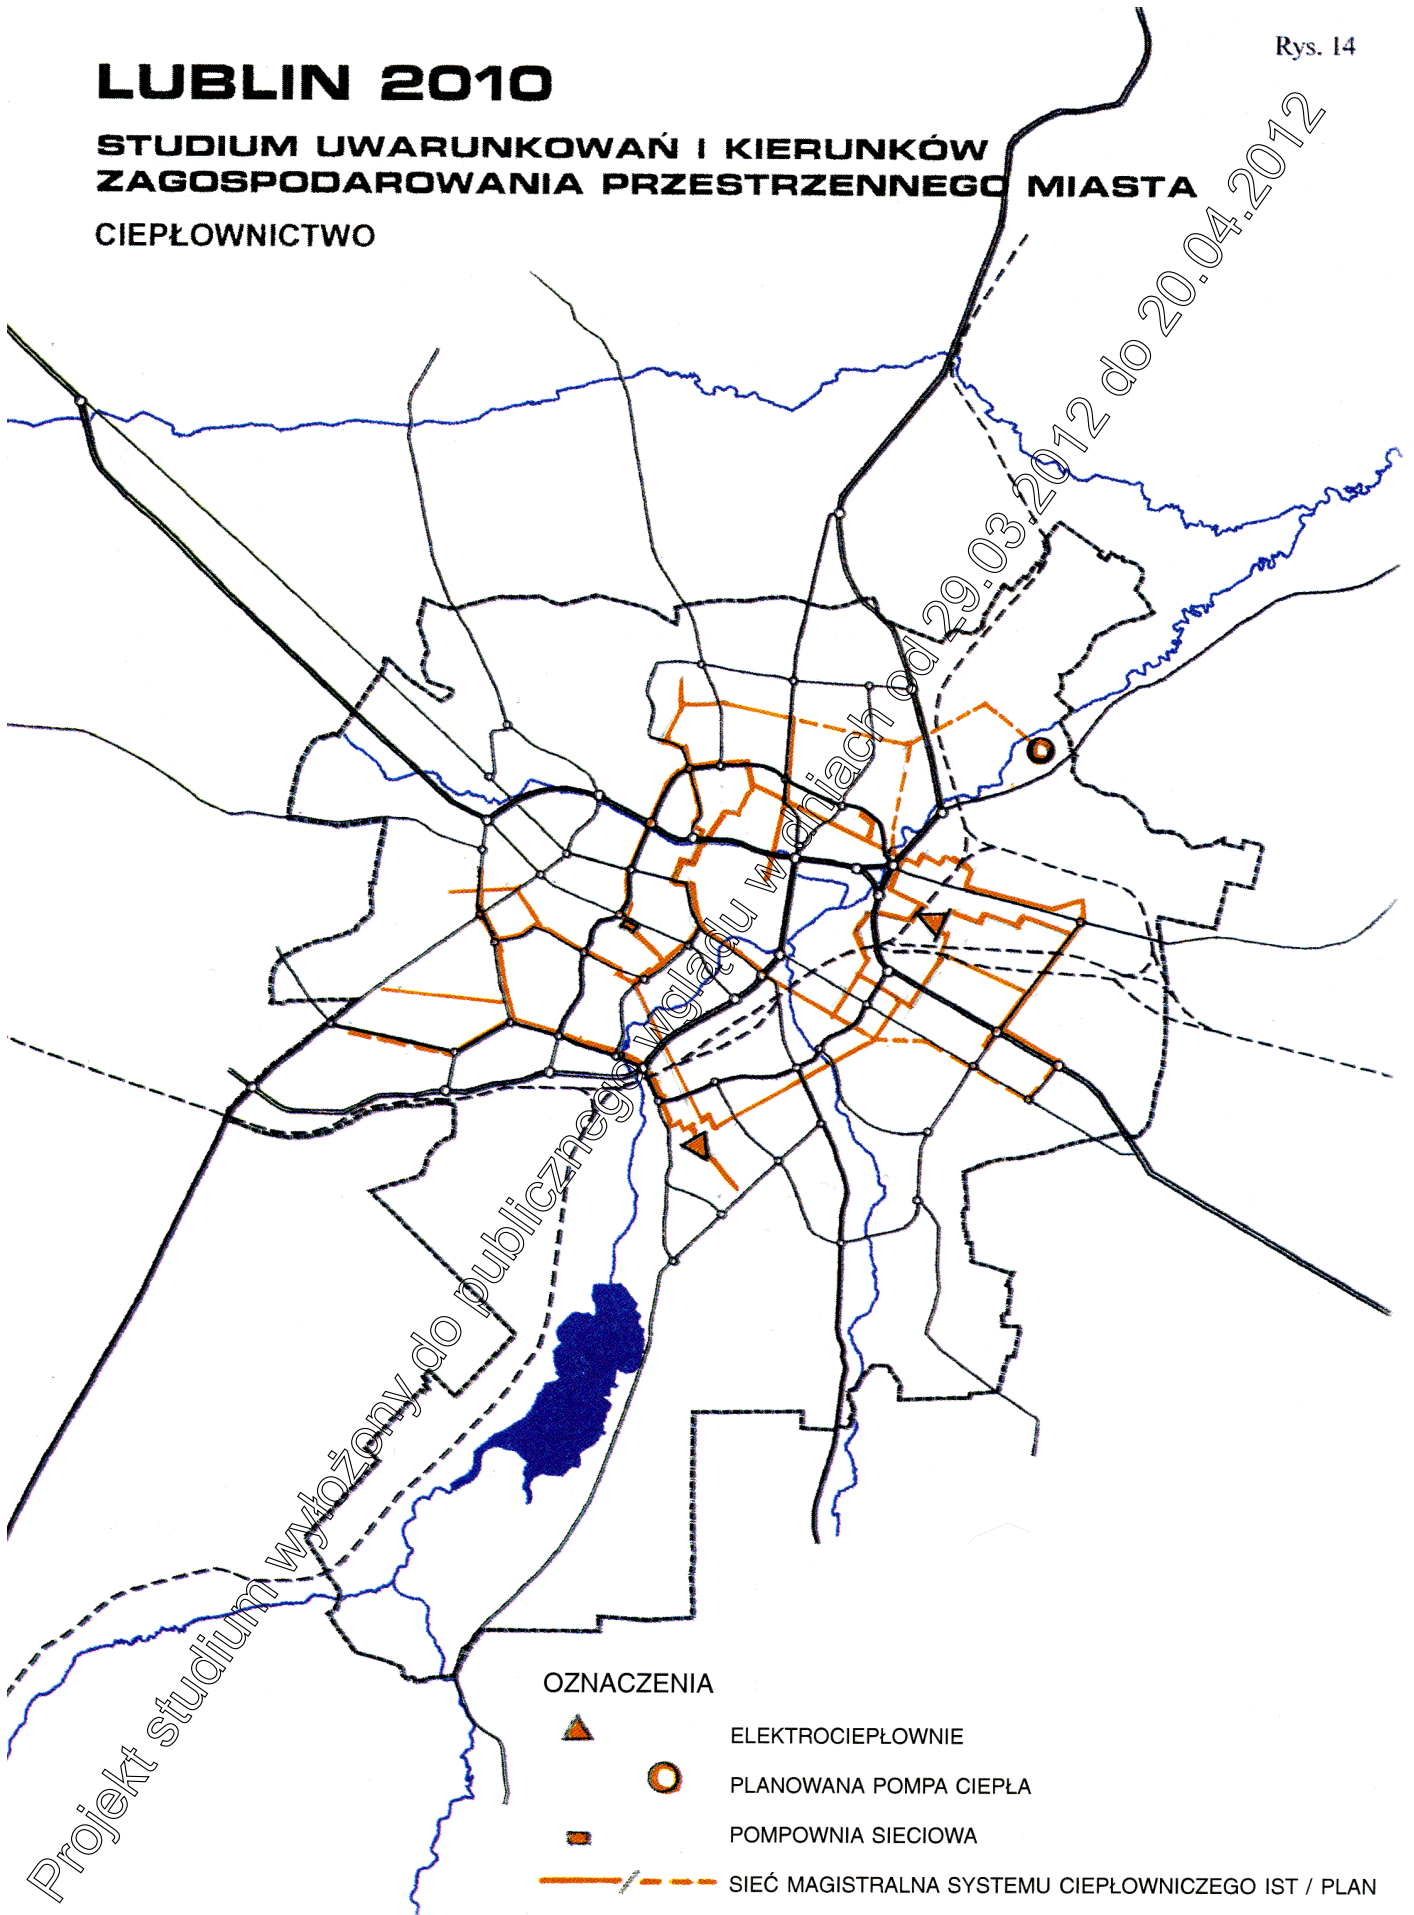 Rys. 14
LUBLIN 2010
STUDIUM UWARUNKOWAŃ I KIERUNKÓW
ZAGOSPODAROWANIA PRZESTRZENNEGO MIASTA
CIEPŁOWNICTWO
Projekt studium wyłożony do publicznego wglądu w dniach od 29.03.2012 do 20.04.2012
OZNACZENIA
ELEKTROCIEPŁOWNIE
PLANOWANA POMPA CIEPŁA
POMPOWNIA SIECIOWA
SIEĆ MAGISTRALNA SYSTEMU CIEPŁOWNICZEGO IST / PLAN